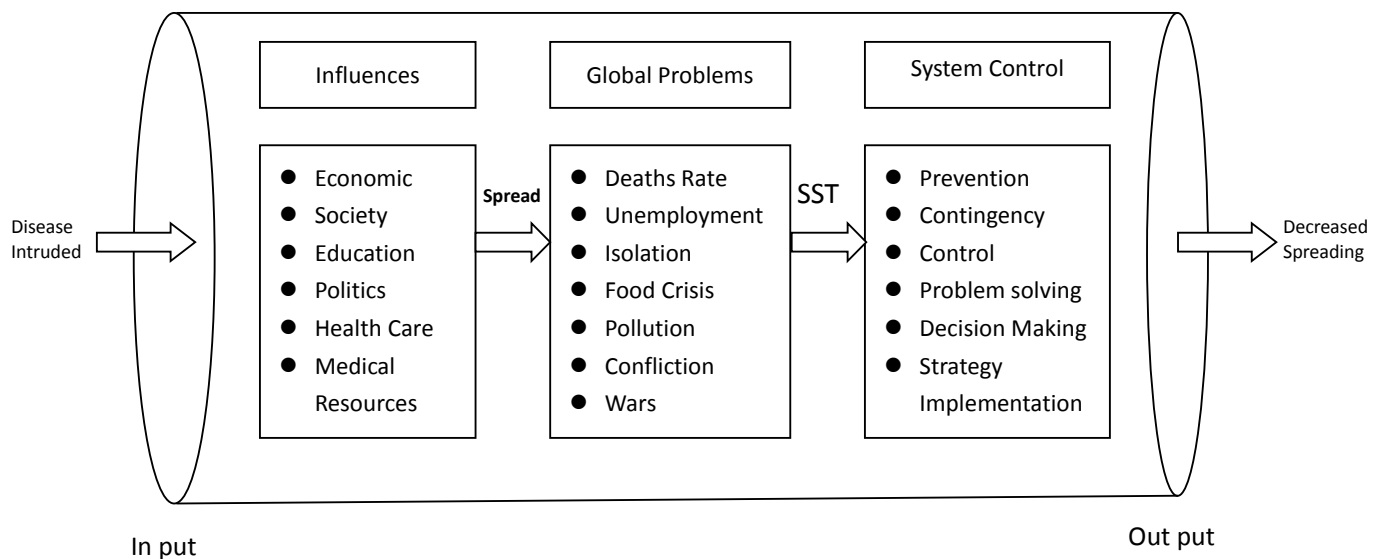 Influences
Global Problems
System Control
Disease
Intruded
● Economic
● Society
● Education
● Politics
● Health Care
● Medical
Resources
Spread
● Deaths Rate
● Unemployment
● Isolation
● Food Crisis
● Pollution
● Confliction
● Wars
SST
● Prevention
● Contingency
● Control
● Problem solving
● Decision Making
● Strategy
Implementation
Decreased
Spreading
In put
Out put